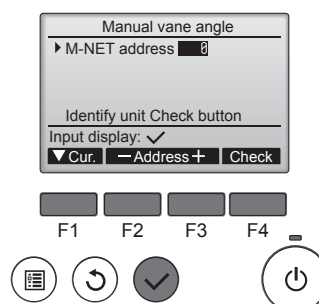 Manual vane angle
M-NET address 0
Identify unit Check button
Input display: ✓
▼Cur. −Address+ Check
F1 F2 F3 F4